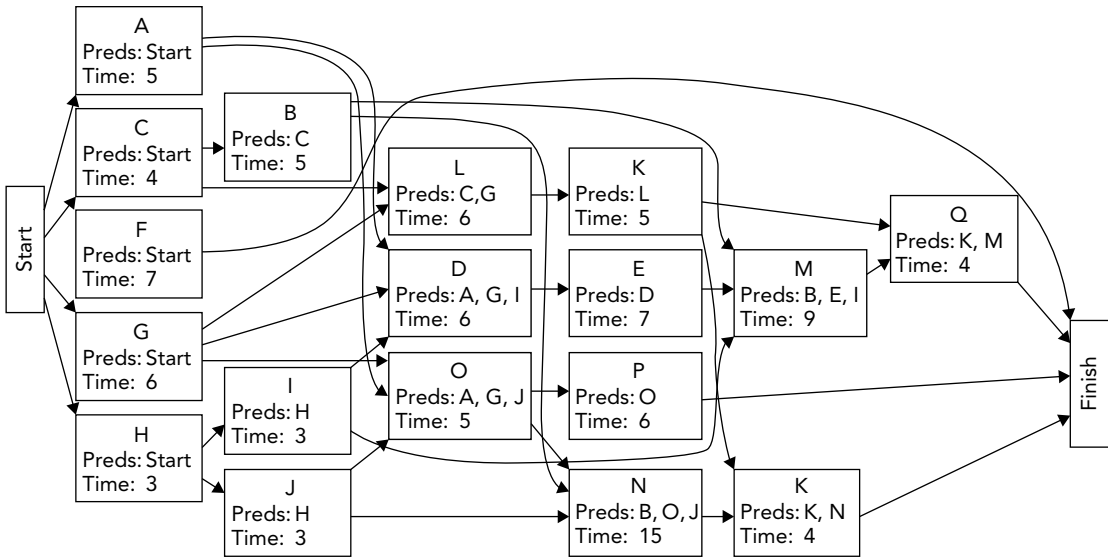 A
Preds: Start
Time: 5
C
Preds: Start
Time: 4
B
Preds: C
Time: 5
L
Preds: C,G
Time: 6
K
Preds: L
Time: 5
Start
F
Preds: Start
Time: 7
D
Preds: A, G, I
Time: 6
E
Preds: D
Time: 7
M
Preds: B, E, I
Time: 9
Q
Preds: K, M
Time: 4
G
Preds: Start
Time: 6
O
Preds: A, G, J
Time: 5
P
Preds: O
Time: 6
Finish
H
Preds: Start
Time: 3
I
Preds: H
Time: 3
J
Preds: H
Time: 3
N
Preds: B, O, J
Time: 15
K
Preds: K, N
Time: 4